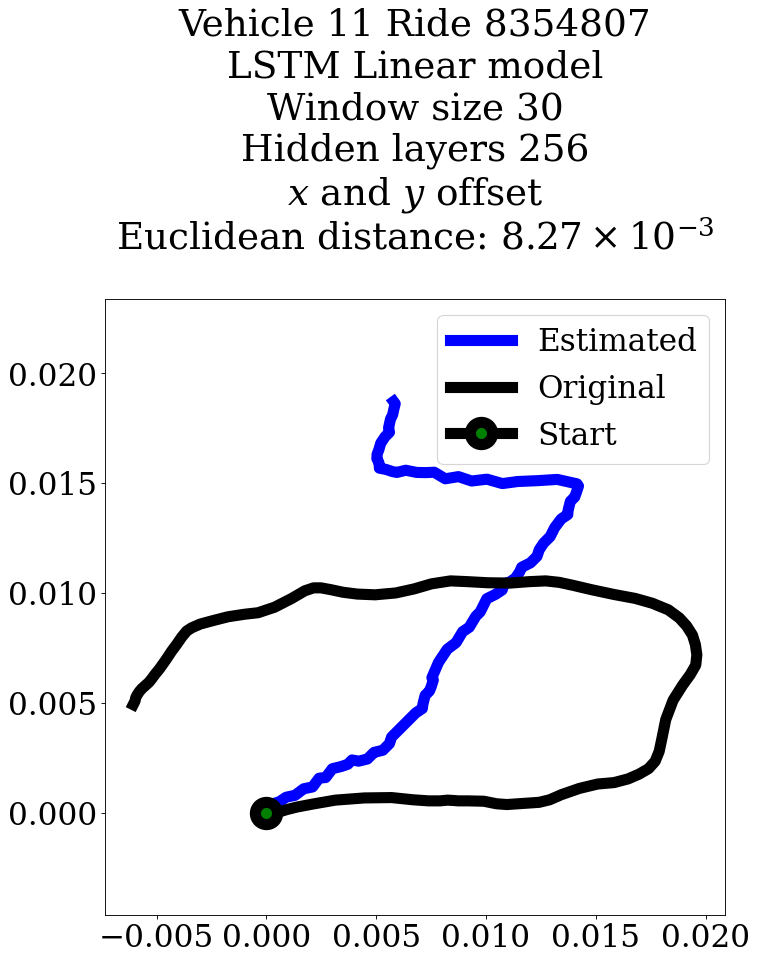 Vehicle 11 Ride 8354807
LSTM Linear model
Window size 30
Hidden layers 256
x and y offset
Euclidean distance: 8.27 × 10⁻³
Estimated
Original
Start
0.020
0.015
0.010
0.005
0.000
−0.005 0.000 0.005 0.010 0.015 0.020